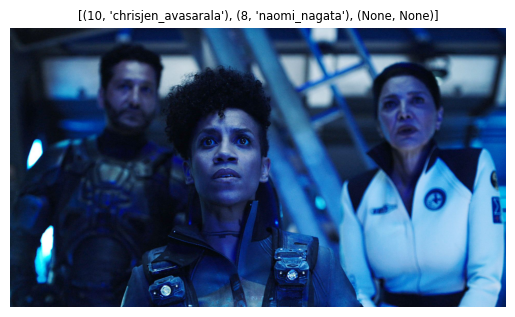 [(10, 'chrisjen_avasarala'), (8, 'naomi_nagata'), (None, None)]